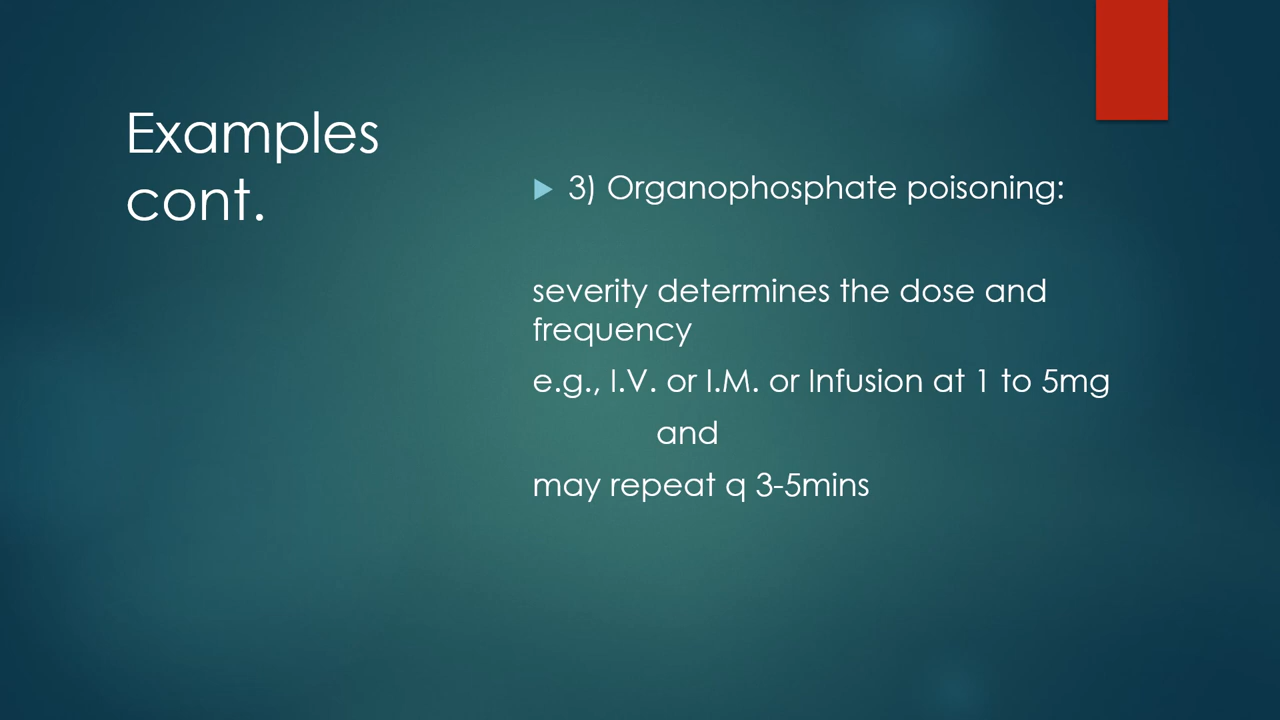 Examples
cont.
3) Organophosphate poisoning:
severity determines the dose and
frequency
e.g., I.V. or I.M. or Infusion at 1 to 5mg
and
may repeat q 3-5mins